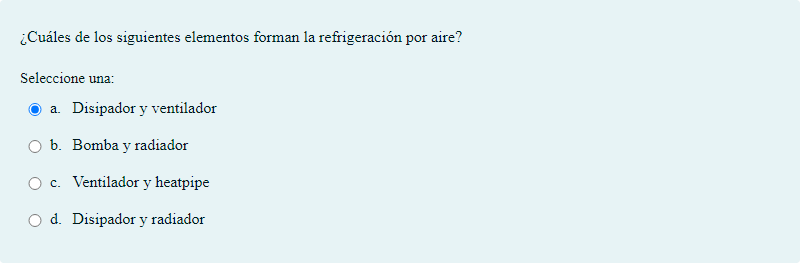 ¿Cuáles de los siguientes elementos forman la refrigeración por aire?
Seleccione una:
a. Disipador y ventilador
b. Bomba y radiador
c. Ventilador y heatpipe
d. Disipador y radiador